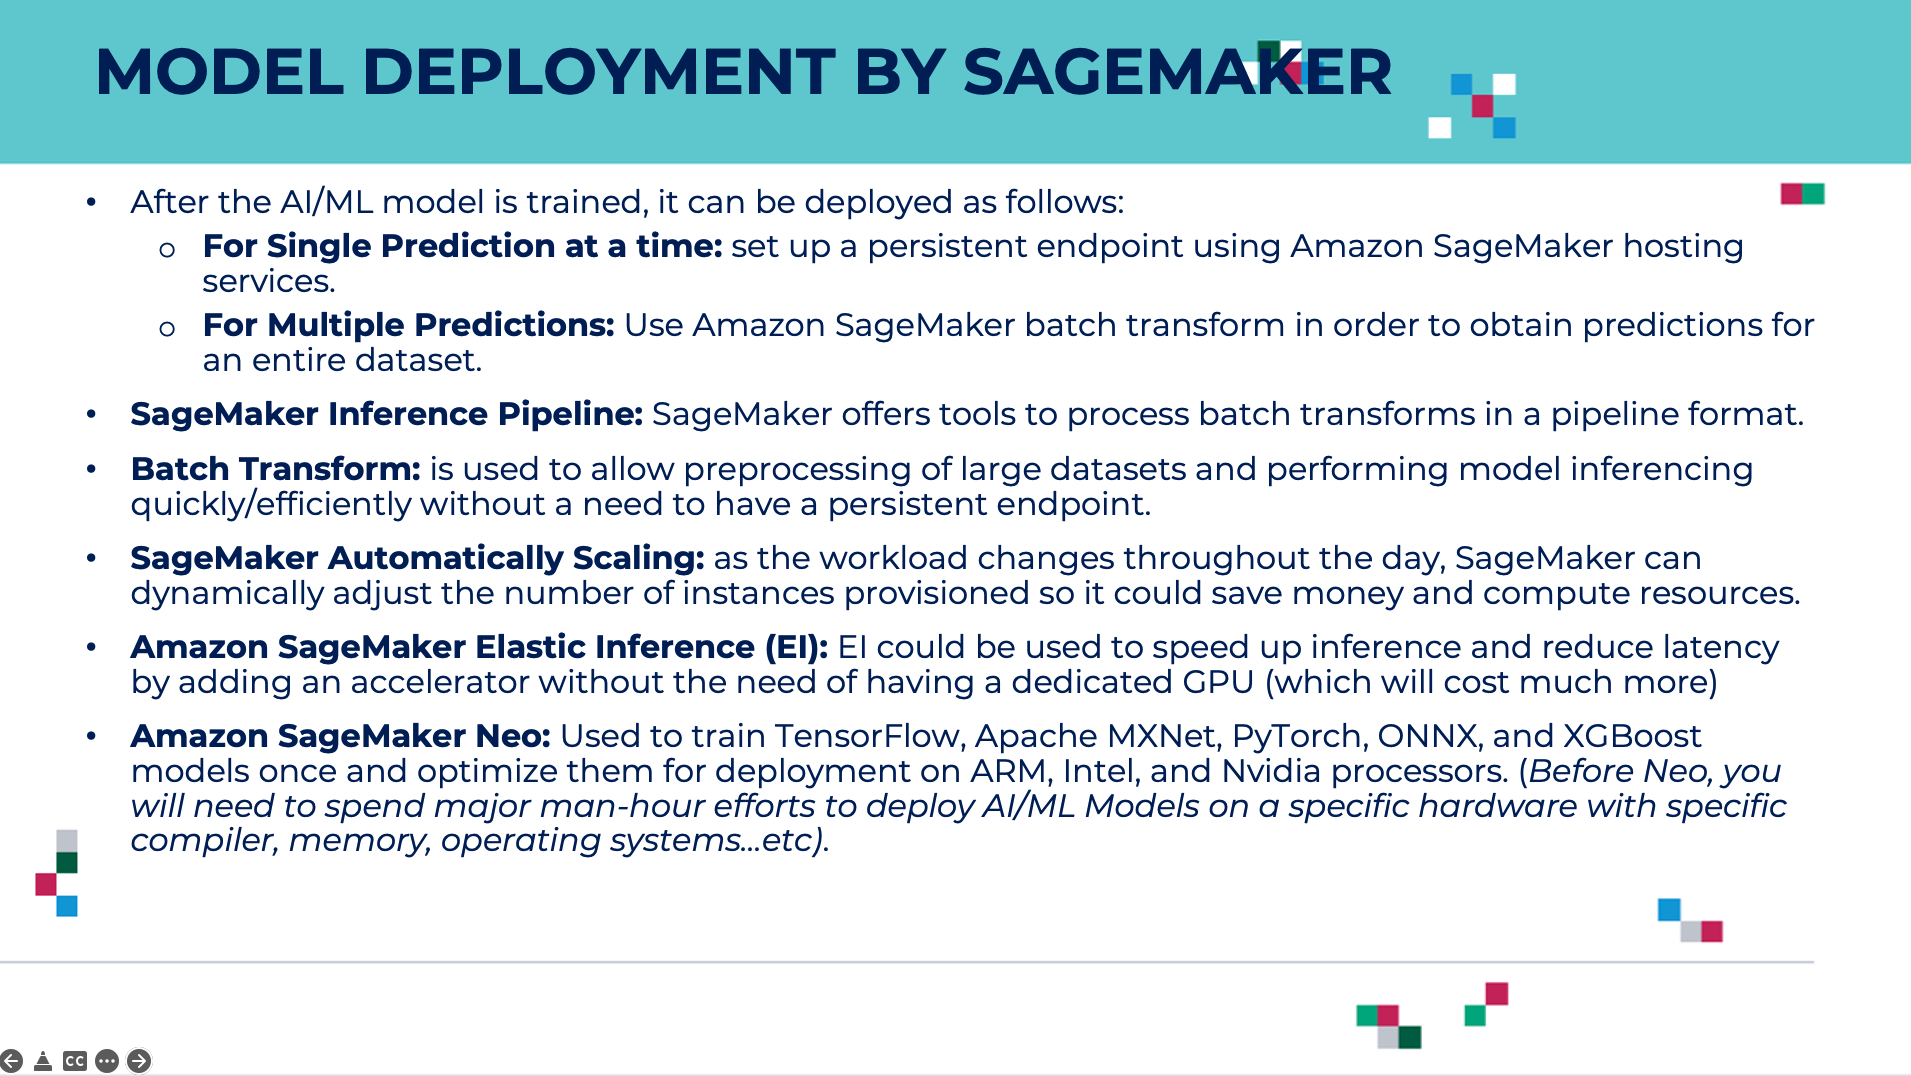 MODEL DEPLOYMENT BY SAGEMAKER
• After the AI/ML model is trained, it can be deployed as follows:
o For Single Prediction at a time: set up a persistent endpoint using Amazon SageMaker hosting
services.
o For Multiple Predictions: Use Amazon SageMaker batch transform in order to obtain predictions for
an entire dataset.
• SageMaker Inference Pipeline: SageMaker offers tools to process batch transforms in a pipeline format.
• Batch Transform: is used to allow preprocessing of large datasets and performing model inferencing
quickly/efficiently without a need to have a persistent endpoint.
• SageMaker Automatically Scaling: as the workload changes throughout the day, SageMaker can
dynamically adjust the number of instances provisioned so it could save money and compute resources.
• Amazon SageMaker Elastic Inference (EI): EI could be used to speed up inference and reduce latency
by adding an accelerator without the need of having a dedicated GPU (which will cost much more)
• Amazon SageMaker Neo: Used to train TensorFlow, Apache MXNet, PyTorch, ONNX, and XGBoost
models once and optimize them for deployment on ARM, Intel, and Nvidia processors. (Before Neo, you
will need to spend major man-hour efforts to deploy AI/ML Models on a specific hardware with specific
compiler, memory, operating systems...etc).
CC